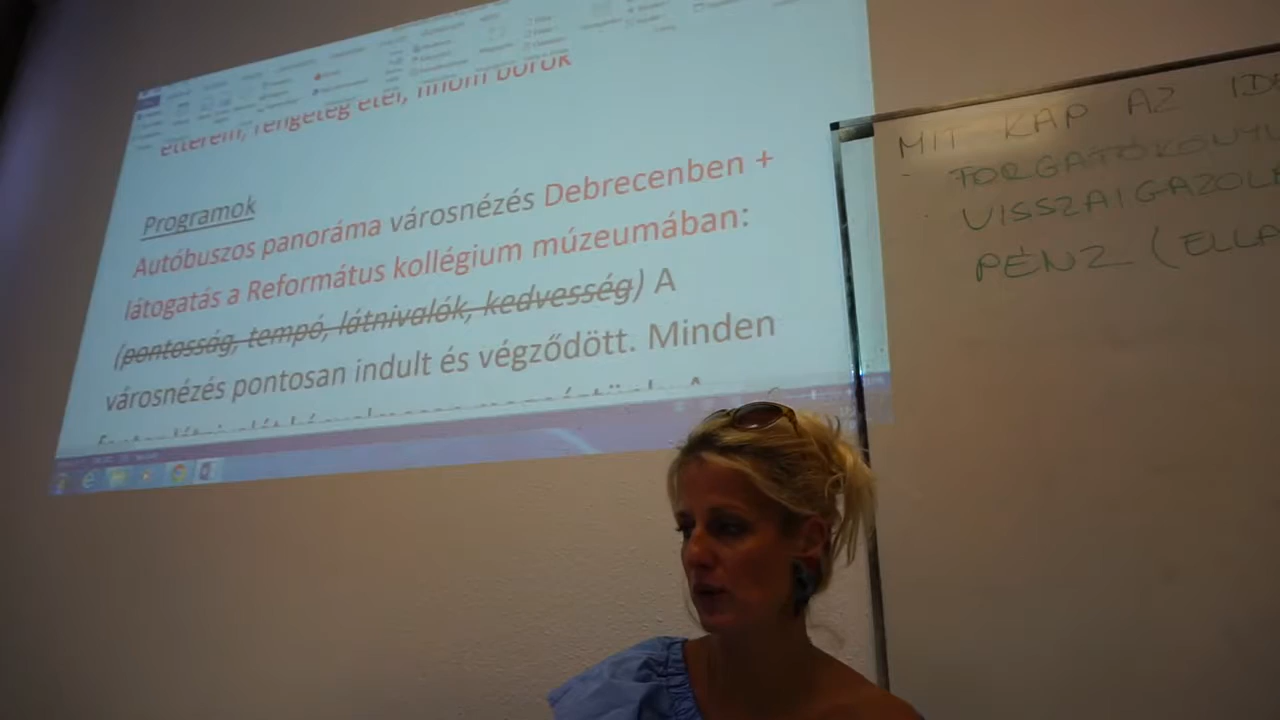 étterem, rengeteg étel, finom borok
Programok
Autóbuszos panoráma városnézés Debrecenben +
látogatás a Református kollégium múzeumában:
(pontosság, tempó, látnivalók, kedvesség) A
városnézés pontosan indult és végződött. Minden
MIT KAP AZ
- FORGATÓKÖNYV
VISSZAIGAZOL
PÉNZ (ELLA